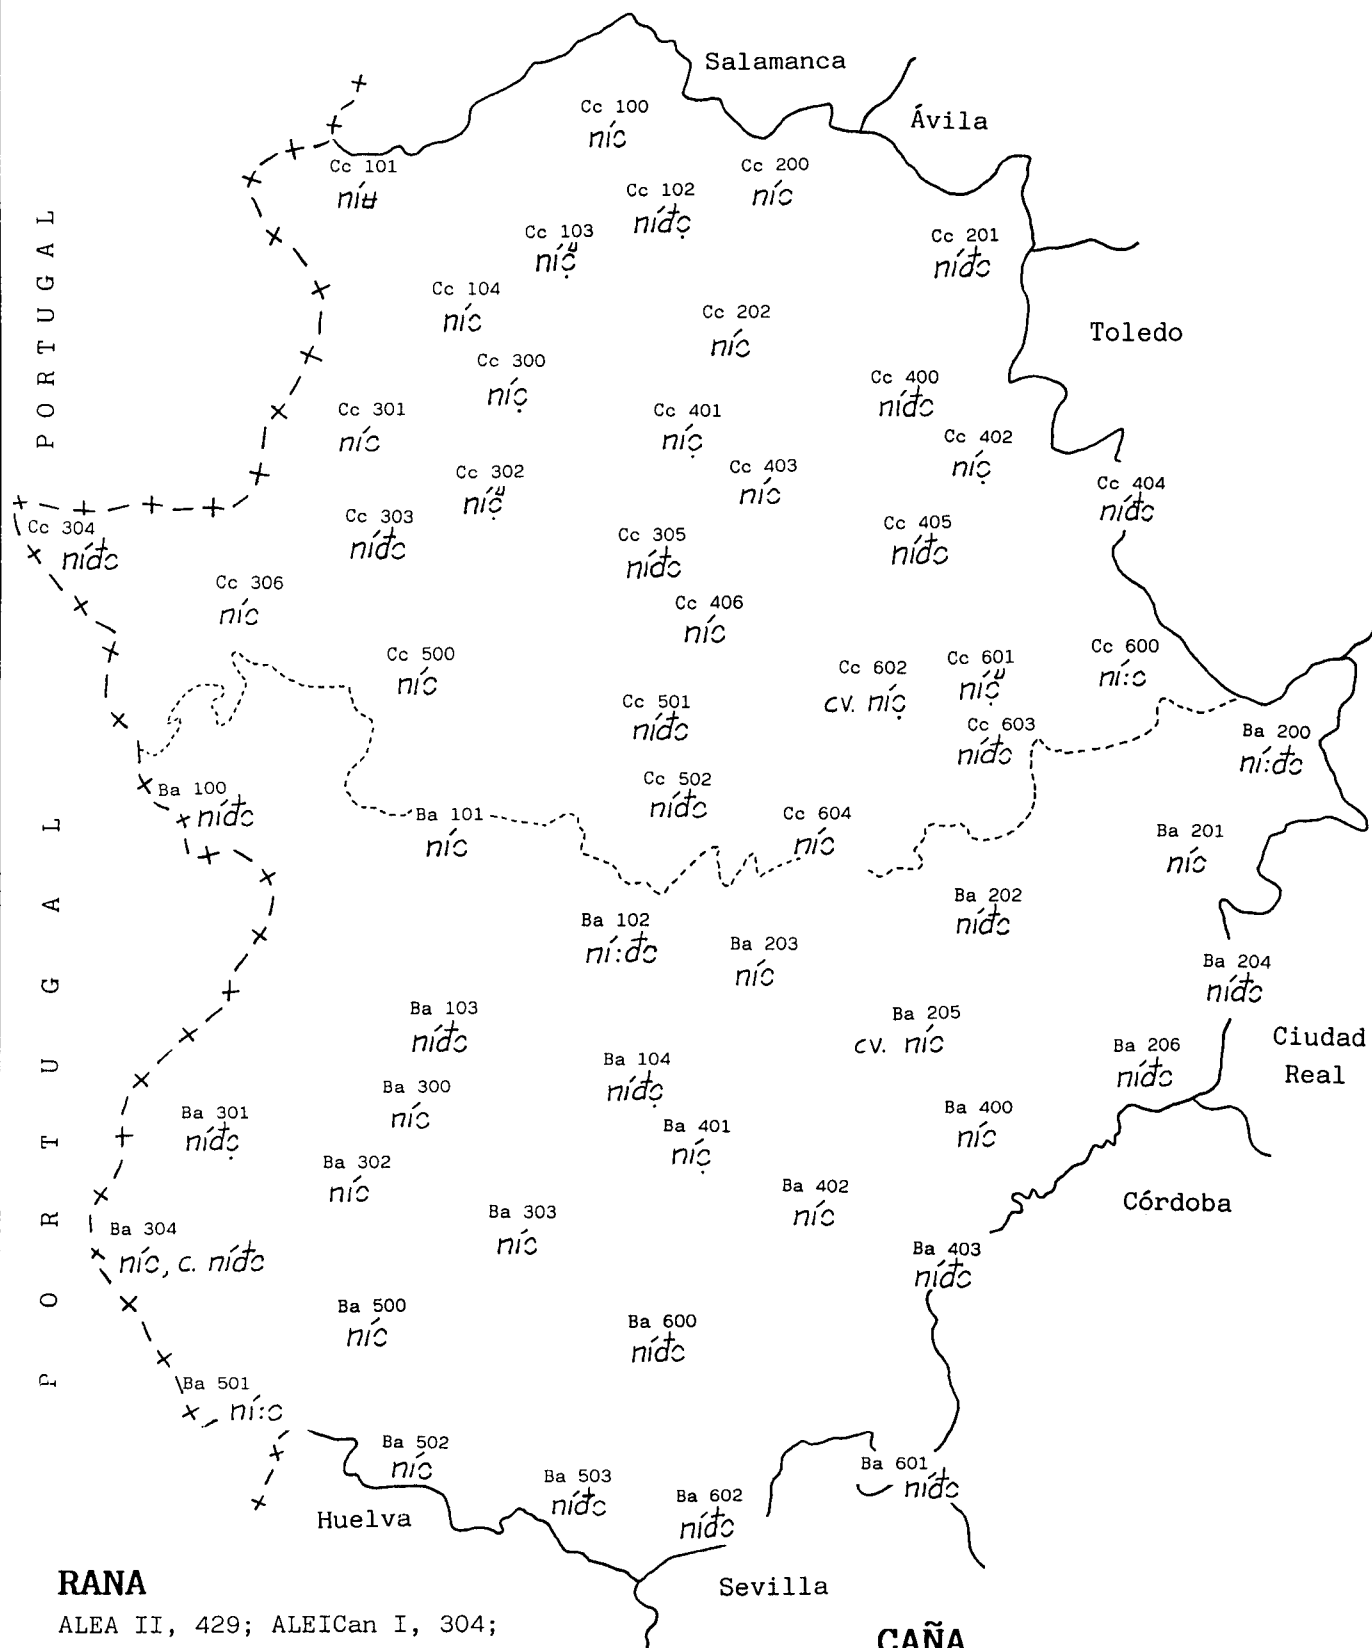 Salamanca
Cc 100
níɔ
Ávila
Cc 101
níʉ
Cc 200
níɔ
Cc 102
níđɔ̣
Cc 103
níɔ̣ᵘ
Cc 201
níđɔ
PORTUGAL
Cc 104
níɔ
Cc 202
níɔ
Toledo
Cc 300
níɔ̣
Cc 400
níđɔ
Cc 301
níɔ
Cc 401
níɔ̣
Cc 402
níɔ̣
Cc 302
níɔ̣ᵘ
Cc 403
níɔ
Cc 404
níđɔ
Cc 304
níđɔ
Cc 303
níđɔ
Cc 305
níđɔ
Cc 405
níđɔ
Cc 306
níɔ
Cc 406
níɔ
Cc 500
níɔ
Cc 602
cv. níɔ̣
Cc 601
níɔ̣ᵘ
Cc 600
ní:ɔ
Cc 501
níđɔ
Cc 603
níđɔ
Ba 200
ní:đɔ
Ba 100
níđɔ
Cc 502
níđɔ
Ba 101
níɔ
Cc 604
níɔ
Ba 201
níɔ
PORTUGAL
Ba 102
ní:đɔ
Ba 203
níɔ
Ba 202
níđɔ
Ba 204
níđɔ
Ba 103
níđɔ
Ba 205
cv. níɔ
Ciudad
Real
Ba 104
níđɔ̣
Ba 206
níđɔ
Ba 300
níɔ
Ba 301
níđɔ̣
Ba 401
níɔ̣
Ba 400
níɔ
Ba 302
níɔ
Ba 402
níɔ
Córdoba
Ba 304
níɔ, c. níđɔ
Ba 303
níɔ
Ba 403
níđɔ
Ba 500
níɔ
Ba 600
níđɔ
Ba 501
ní:ɔ
Ba 502
níɔ
Ba 503
níđɔ
Ba 602
níđɔ
Ba 601
níđɔ
Huelva
Sevilla
RANA
ALEA II, 429; ALEICan I, 304;
CAÑA